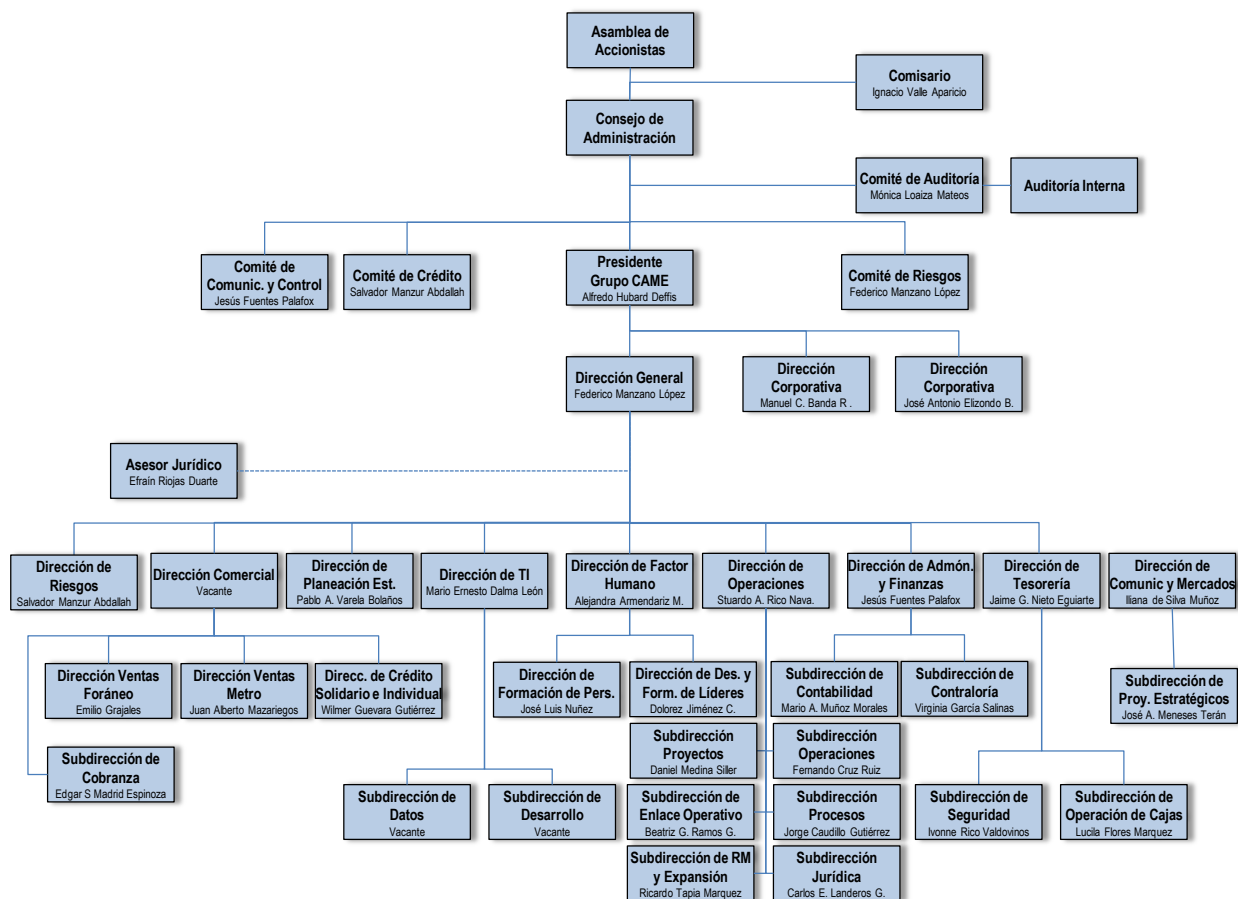 Asamblea de
Accionistas
Comisario
Ignacio Valle Aparicio
Consejo de
Administración
Comité de Auditoría
Mónica Loaiza Mateos
Auditoría Interna
Comité de
Comunic. y Control
Jesús Fuentes Palafox
Comité de Crédito
Salvador Manzur Abdallah
Presidente
Grupo CAME
Alfredo Hubard Deffis
Comité de Riesgos
Federico Manzano López
Dirección General
Federico Manzano López
Dirección
Corporativa
Manuel C. Banda R .
Dirección
Corporativa
José Antonio Elizondo B.
Asesor Jurídico
Efraín Riojas Duarte
Dirección de
Riesgos
Salvador Manzur Abdallah
Dirección Comercial
Vacante
Dirección de
Planeación Est.
Pablo A. Varela Bolaños
Dirección de TI
Mario Ernesto Dalma León
Dirección de Factor
Humano
Alejandra Armendariz M.
Dirección de
Operaciones
Stuardo A. Rico Nava.
Dirección de Admón.
y Finanzas
Jesús Fuentes Palafox
Dirección de
Tesorería
Jaime G. Nieto Eguiarte
Dirección de
Comunic y Mercados
Iliana de Silva Muñoz
Dirección Ventas
Foráneo
Emilio Grajales
Dirección Ventas
Metro
Juan Alberto Mazariegos
Direcc. de Crédito
Solidario e Individual
Wilmer Guevara Gutiérrez
Dirección de
Formación de Pers.
José Luis Nuñez
Dirección de Des. y
Form. de Líderes
Dolorez Jiménez C.
Subdirección de
Contabilidad
Mario A. Muñoz Morales
Subdirección de
Contraloría
Virginia García Salinas
Subdirección de
Proy. Estratégicos
José A. Meneses Terán
Subdirección de
Cobranza
Edgar S Madrid Espinoza
Subdirección
Proyectos
Daniel Medina Siller
Subdirección
Operaciones
Fernando Cruz Ruiz
Subdirección de
Datos
Vacante
Subdirección de
Desarrollo
Vacante
Subdirección de
Enlace Operativo
Beatriz G. Ramos G.
Subdirección
Procesos
Jorge Caudillo Gutiérrez
Subdirección de
Seguridad
Ivonne Rico Valdovinos
Subdirección de
Operación de Cajas
Lucila Flores Marquez
Subdirección de RM
y Expansión
Ricardo Tapia Marquez
Subdirección
Jurídica
Carlos E. Landeros G.